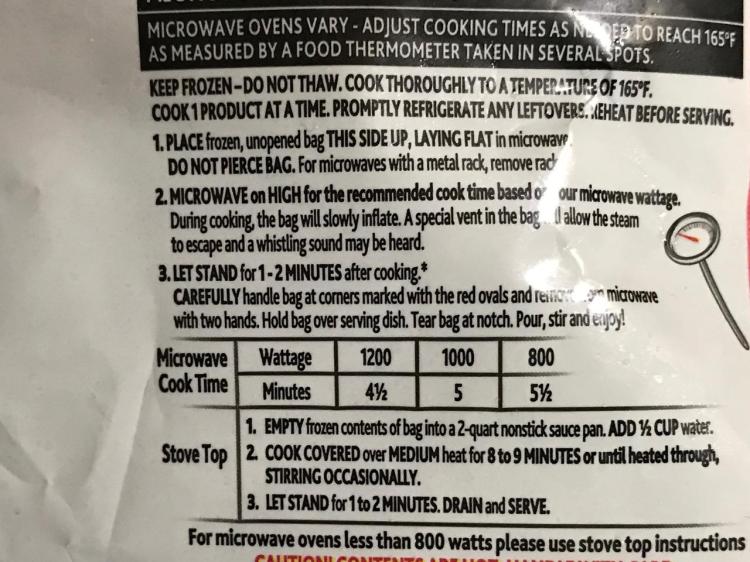 MICROWAVE OVENS VARY - ADJUST COOKING TIMES AS TO REACH 165°F
AS MEASURED BY A FOOD THERMOMETER TAKEN IN SEVERAL SPOTS.
KEEP FROZEN - DO NOT THAW. COOK THOROUGHLY TO A TEMPERATURE OF 165°F.
COOK 1 PRODUCT AT A TIME. PROMPTLY REFRIGERATE ANY LEFTOVERS. REHEAT BEFORE SERVING.
1. PLACE frozen, unopened bag THIS SIDE UP, LAYING FLAT in microwave.
DO NOT PIERCE BAG. For microwaves with a metal rack, remove rack
2. MICROWAVE on HIGH for the recommended cook time based on your microwave wattage.
During cooking, the bag will slowly inflate. A special vent in the bag will allow the steam
to escape and a whistling sound may be heard.
3. LET STAND for 1 - 2 MINUTES after cooking.*
CAREFULLY handle bag at corners marked with the red ovals and remove from microwave
with two hands. Hold bag over serving dish. Tear bag at notch. Pour, stir and enjoy!
Microwave Wattage 1200 1000 800
Cook Time Minutes 4½ 5 5½
1. EMPTY frozen contents of bag into a 2-quart nonstick sauce pan. ADD ½ CUP water.
Stove Top 2. COOK COVERED over MEDIUM heat for 8 to 9 MINUTES or until heated through,
STIRRING OCCASIONALLY.
3. LET STAND for 1 to 2 MINUTES. DRAIN and SERVE.
For microwave ovens less than 800 watts please use stove top instructions